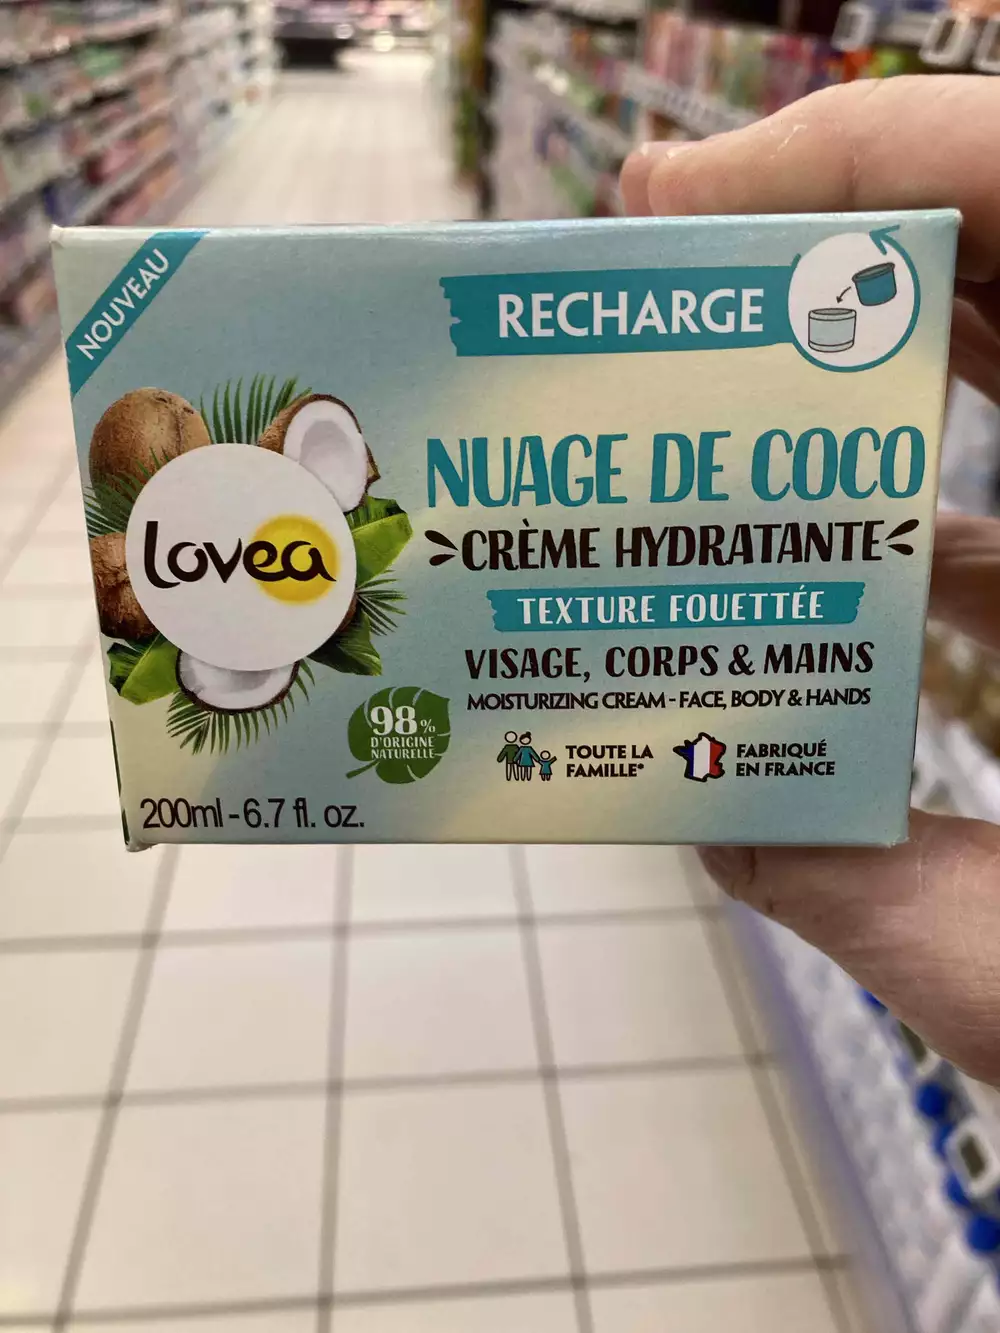 NOUVEAU
RECHARGE
lovea
NUAGE DE COCO
CRÈME HYDRATANTE
TEXTURE FOUETTÉE
VISAGE, CORPS & MAINS
MOISTURIZING CREAM - FACE, BODY & HANDS
98%
D'ORIGINE
NATURELLE
TOUTE LA
FAMILLE*
FABRIQUÉ
EN FRANCE
200ml - 6.7 fl. oz.